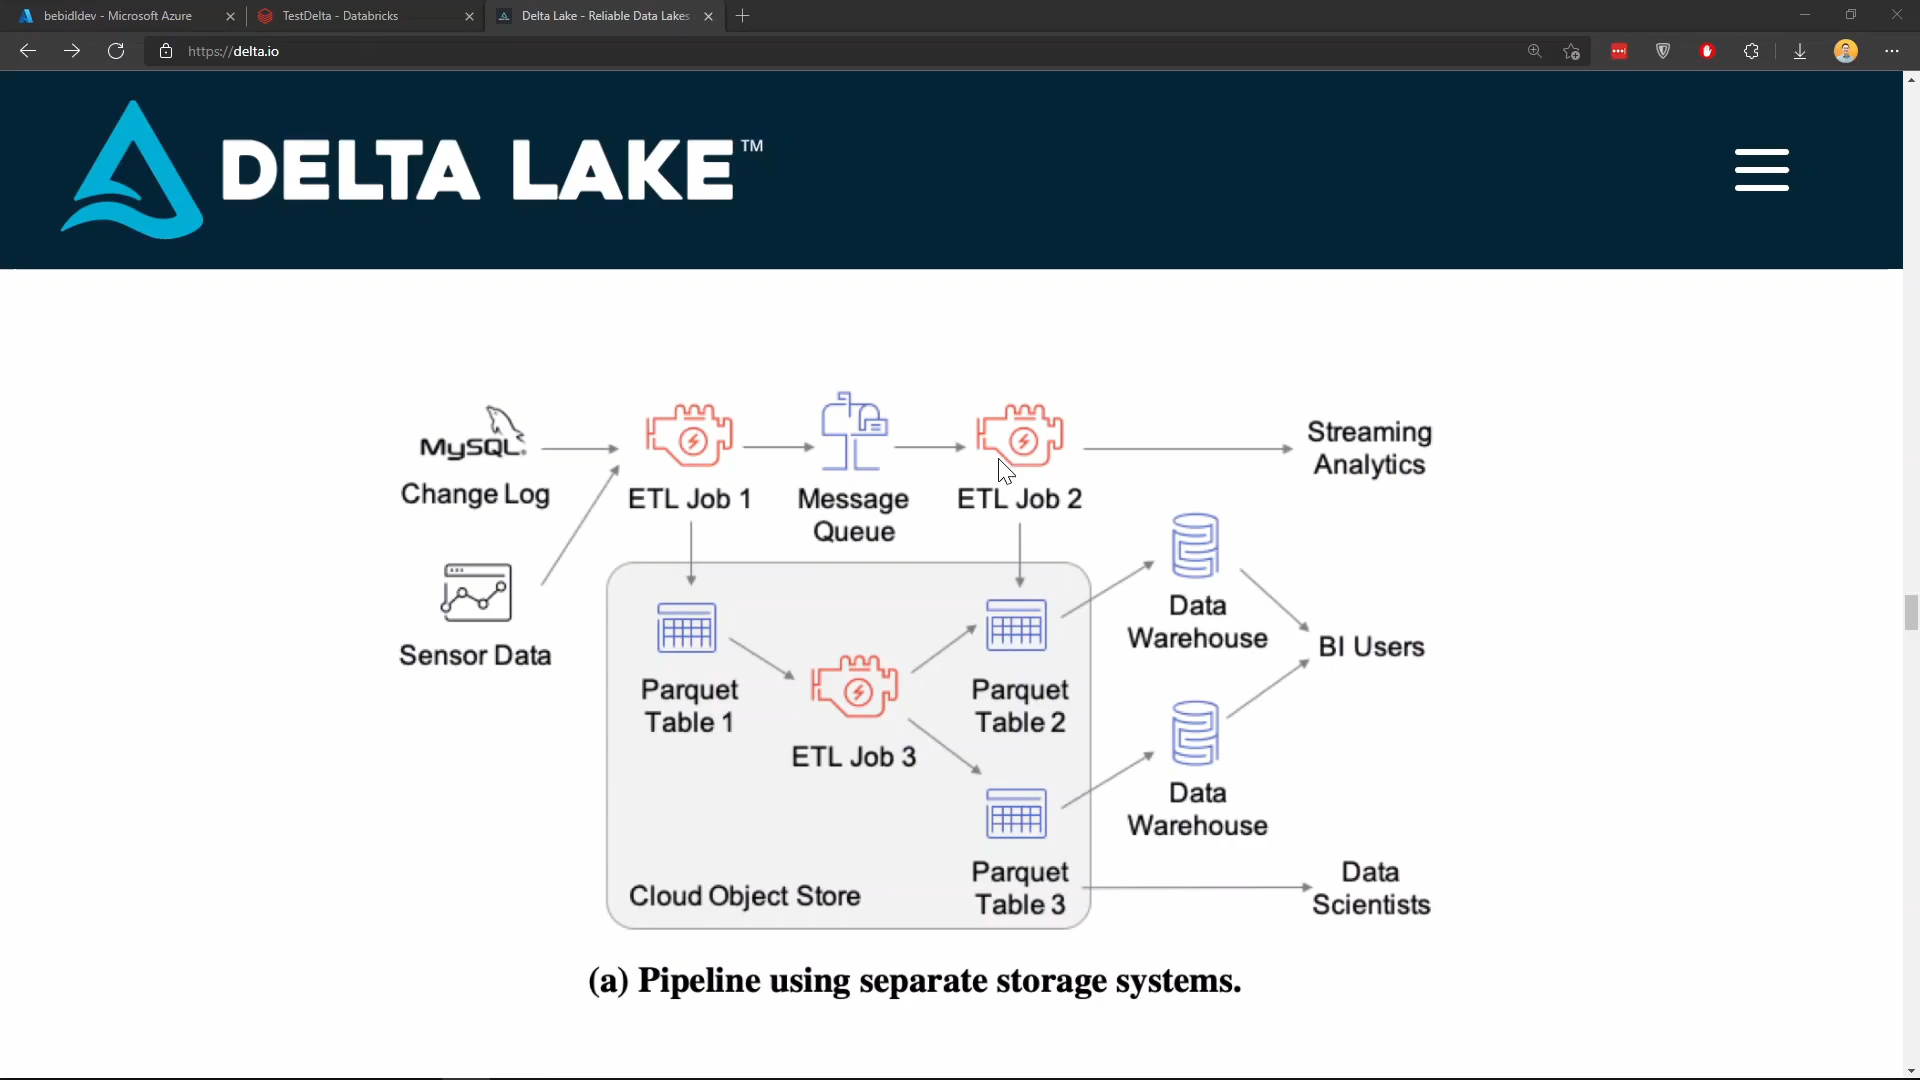 bebidldev - Microsoft Azure
TestDelta - Databricks
Delta Lake - Reliable Data Lakes
https://delta.io
DELTA LAKE™
MySQL
Change Log
ETL Job 1
Message
Queue
ETL Job 2
Streaming
Analytics
Sensor Data
Parquet
Table 1
ETL Job 3
Parquet
Table 2
Data
Warehouse
BI Users
Data
Warehouse
Parquet
Table 3
Cloud Object Store
Data
Scientists
(a) Pipeline using separate storage systems.